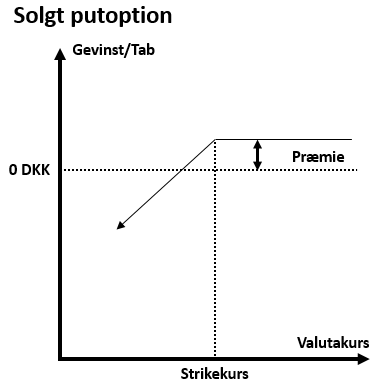 Solgt putoption
Gevinst/Tab
0 DKK
Præmie
Valutakurs
Strikekurs